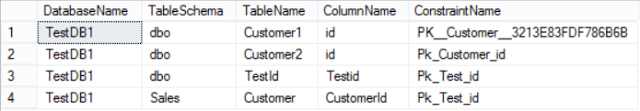 DatabaseName TableSchema TableName ColumnName ConstraintName
1 TestDB1 dbo Customer1 id PK__Customer__3213E83FDF786B6B
2 TestDB1 dbo Customer2 id Pk_Customer_id
3 TestDB1 dbo TestId Testid Pk_Test_id
4 TestDB1 Sales Customer CustomerId Pk_Test_id